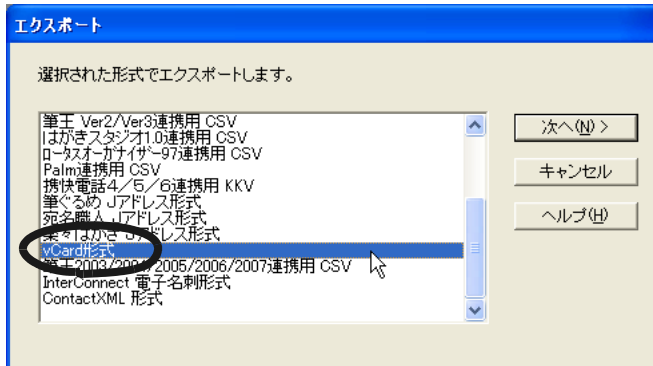 エクスポート
選択された形式でエクスポートします。
筆王 Ver2/Ver3連携用 CSV
はがきスタジオ1.0連携用 CSV
ロータスオーガナイザー97連携用 CSV
Palm連携用 CSV
携快電話4/5/6連携用 KKV
筆ぐるめ Jアドレス形式
宛名職人 Jアドレス形式
楽々はがき Jアドレス形式
vCard形式
筆王2003/2004/2005/2006/2007連携用 CSV
InterConnect 電子名刺形式
ContactXML 形式
次へ(N) >
キャンセル
ヘルプ(H)